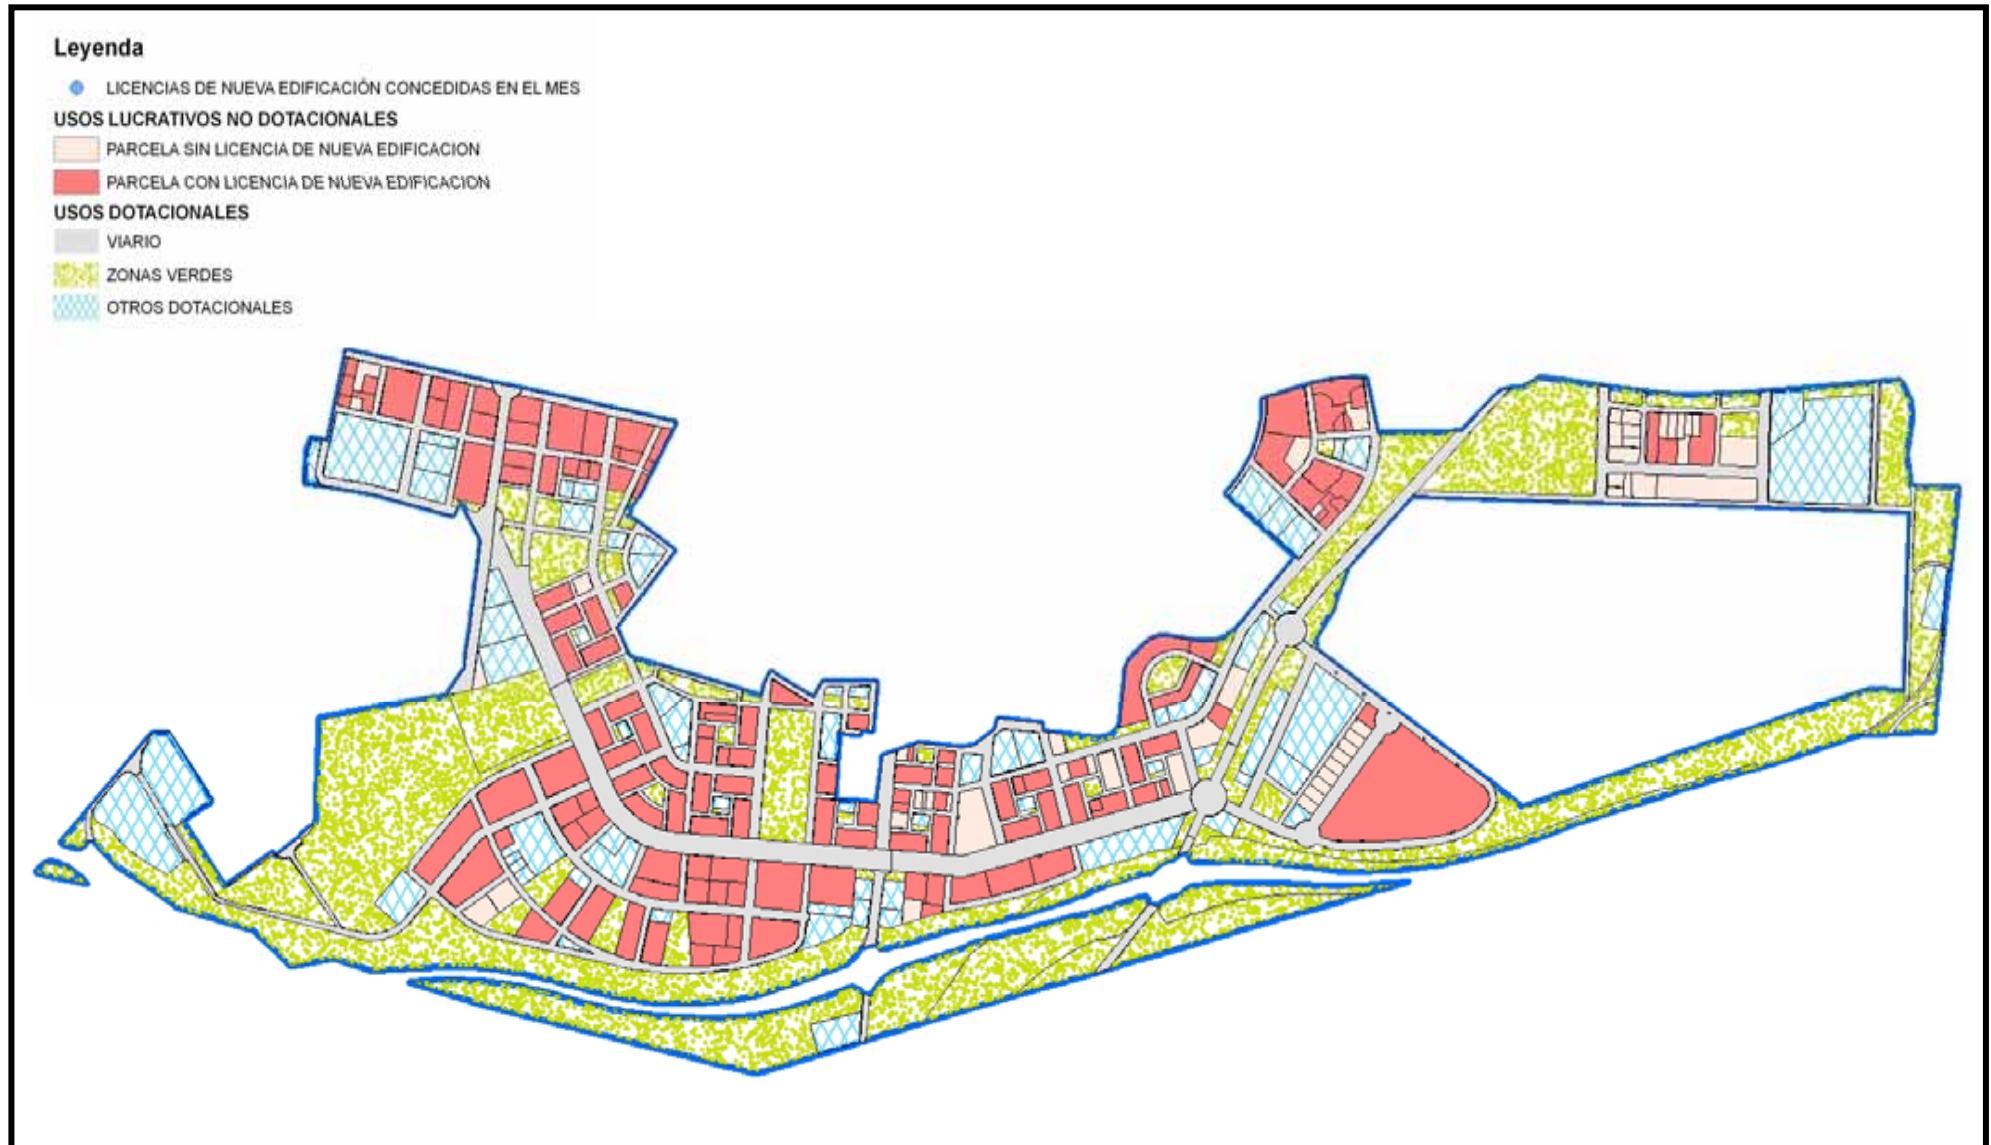 Leyenda
LICENCIAS DE NUEVA EDIFICACIÓN CONCEDIDAS EN EL MES
USOS LUCRATIVOS NO DOTACIONALES
PARCELA SIN LICENCIA DE NUEVA EDIFICACION
PARCELA CON LICENCIA DE NUEVA EDIFICACION
USOS DOTACIONALES
VIARIO
ZONAS VERDES
OTROS DOTACIONALES